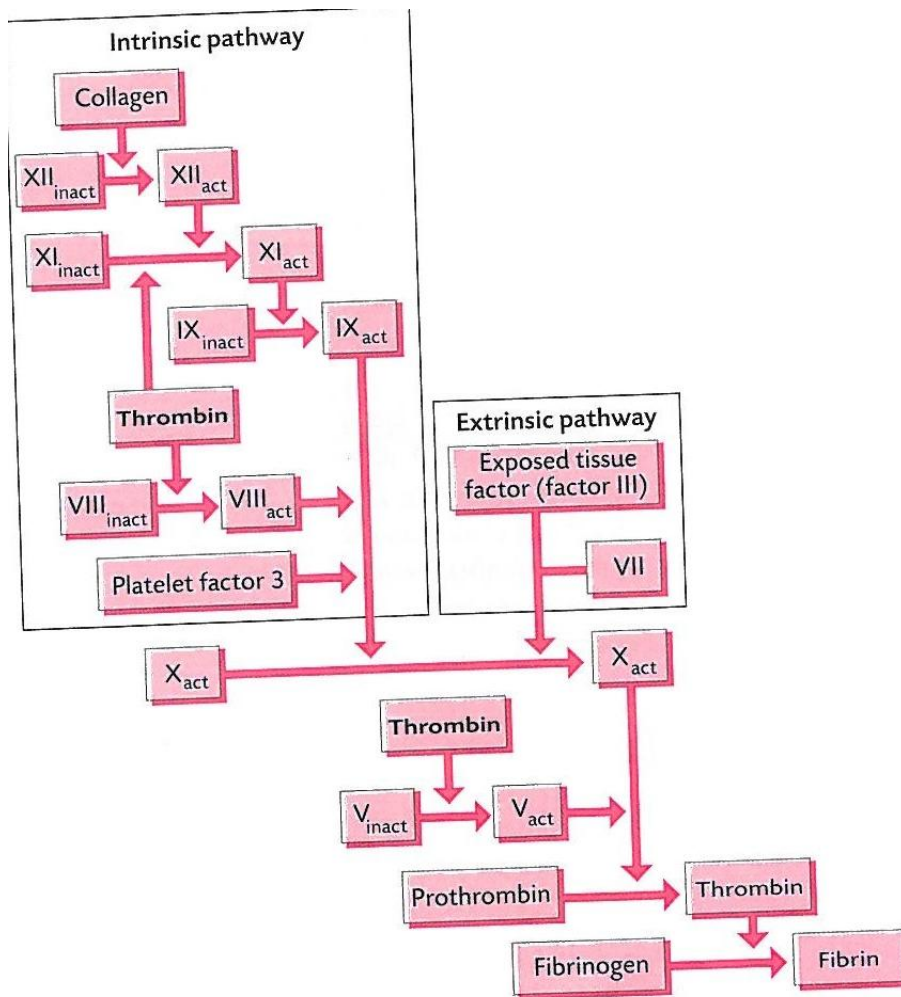 Intrinsic pathway
Collagen
XIIinact
XIIact
XIinact
XIact
IXinact
IXact
Thrombin
VIIIinact
VIIIact
Platelet factor 3
Extrinsic pathway
Exposed tissue
factor (factor III)
VII
Xact
Xact
Thrombin
Vinact
Vact
Prothrombin
Thrombin
Fibrinogen
Fibrin